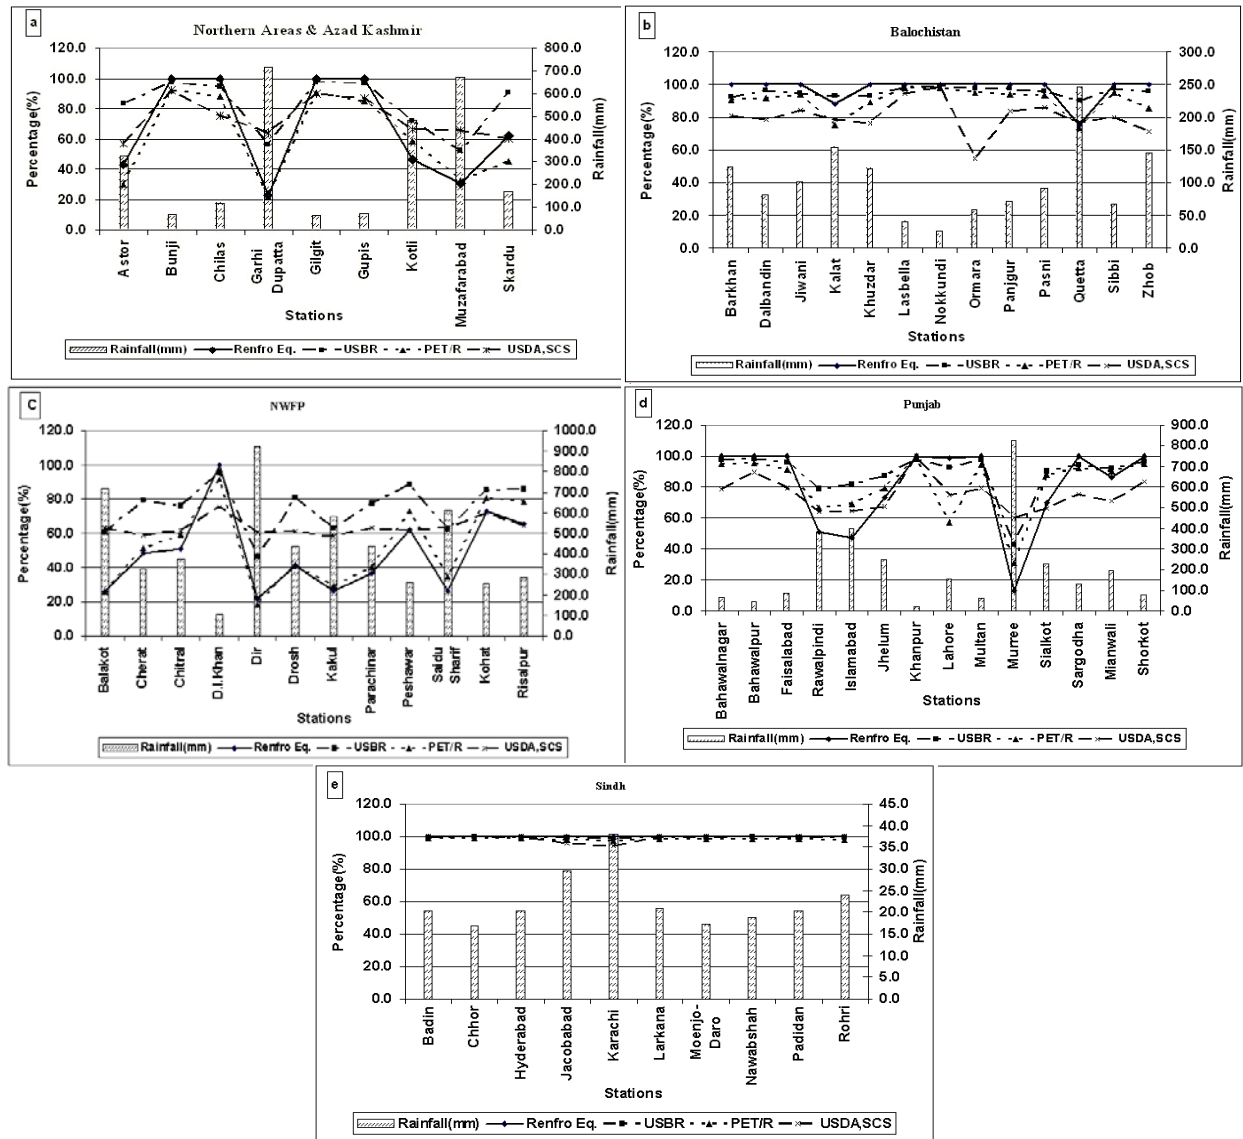 a
Northern Areas & Azad Kashmir
120.0
100.0
80.0
60.0
40.0
20.0
0.0
Percentage(%)
800.0
700.0
600.0
500.0
400.0
300.0
200.0
100.0
0.0
Rainfall(mm)
Astor
Bunji
Chilas
Garhi
Dupatta
Gilgit
Gupis
Kotli
Muzafarabad
Skardu
Stations
Rainfall(mm) Renfro Eq. USBR PET/R USDA,SCS
b
Balochistan
120.0
100.0
80.0
60.0
40.0
20.0
0.0
Percentage(%)
300.0
250.0
200.0
150.0
100.0
50.0
0.0
Rainfall(mm)
Barkhan
Dalbandin
Jiwani
Kalat
Khuzdar
Lasbella
Nokkundi
Ormara
Panjgur
Pasni
Quetta
Sibbi
Zhob
Stations
Rainfall(mm) Renfro Eq. USBR PET/R USDA,SCS
C
NWFP
120.0
100.0
80.0
60.0
40.0
20.0
0.0
Percentage(%)
1000.0
900.0
800.0
700.0
600.0
500.0
400.0
300.0
200.0
100.0
0.0
Rainfall(mm)
Balakot
Cherat
Chitral
D.I.Khan
Dir
Drosh
Kakul
Parachinar
Peshawar
Saidu
Sharif
Kohat
Risalpur
Stations
Rainfall(mm) Renfro Eq. USBR PET/R USDA,SCS
d
Punjab
120.0
100.0
80.0
60.0
40.0
20.0
0.0
Percentage(%)
900.0
800.0
700.0
600.0
500.0
400.0
300.0
200.0
100.0
0.0
Rainfall(mm)
Bahawalnagar
Bahawalpur
Faisalabad
Rawalpindi
Islamabad
Jhelum
Khanpur
Lahore
Multan
Murree
Sialkot
Sargodha
Mianwali
Shorkot
Stations
Rainfall(mm) Renfro Eq. USBR PET/R USDA,SCS
e
Sindh
120.0
100.0
80.0
60.0
40.0
20.0
0.0
Percentage(%)
45.0
40.0
35.0
30.0
25.0
20.0
15.0
10.0
5.0
0.0
Rainfall(mm)
Badin
Chhor
Hyderabad
Jacobabad
Karachi
Larkana
Moenjo-
Daro
Nawabshah
Padidan
Rohri
Stations
Rainfall(mm) Renfro Eq. USBR PET/R USDA,SCS